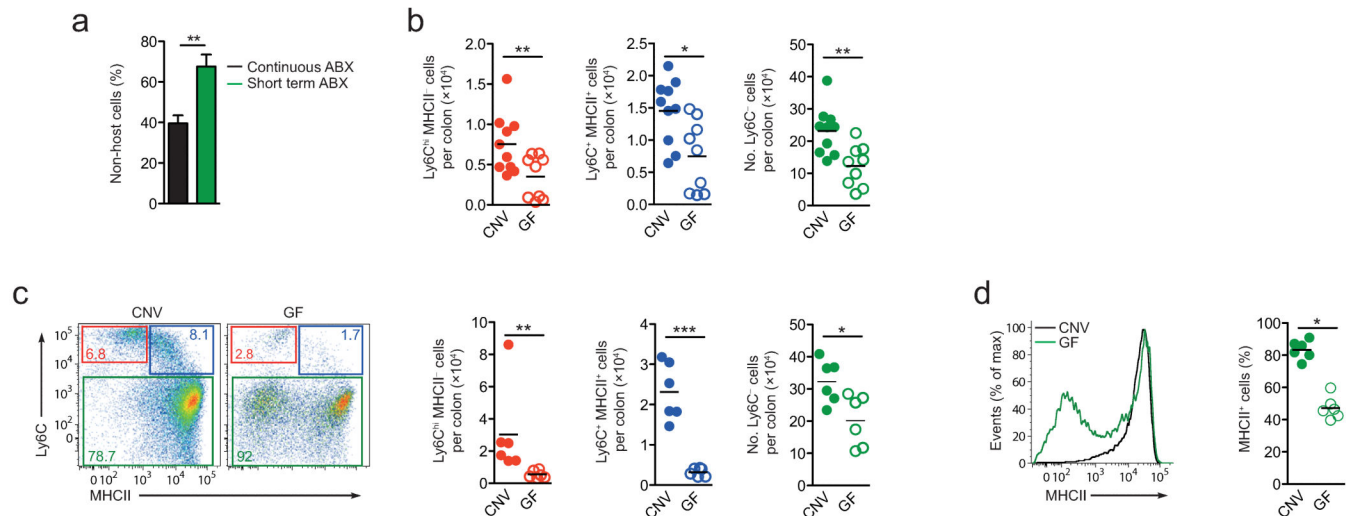 a
80
60
40
20
0
Non-host cells (%)
**
Continuous ABX
Short term ABX
b
2.0
1.5
1.0
0.5
0.0
Ly6Cʰⁱ MHCII⁻ cells
per colon (×10⁴)
**
CNV
GF
2.5
2.0
1.5
1.0
0.5
0.0
Ly6C⁺ MHCII⁺ cells
per colon (×10⁴)
*
CNV
GF
50
40
30
20
10
0
No. Ly6C⁻ cells
per colon (×10⁴)
**
CNV
GF
c
CNV
GF
10⁵
10⁴
10³
10²
0
Ly6C
6.8
8.1
78.7
2.8
1.7
92
0 10² 10³ 10⁴ 10⁵
0 10² 10³ 10⁴ 10⁵
MHCII
10
8
6
4
2
0
Ly6Cʰⁱ MHCII⁻ cells
per colon (×10⁴)
**
CNV
GF
4
3
2
1
0
Ly6C⁺ MHCII⁺ cells
per colon (×10⁴)
***
CNV
GF
50
40
30
20
10
0
No. Ly6C⁻ cells
per colon (×10⁴)
*
CNV
GF
d
CNV
GF
100
80
60
40
20
0
Events (% of max)
0 10² 10³ 10⁴ 10⁵
MHCII
100
80
60
40
20
0
MHCII⁺ cells (%)
*
CNV
GF